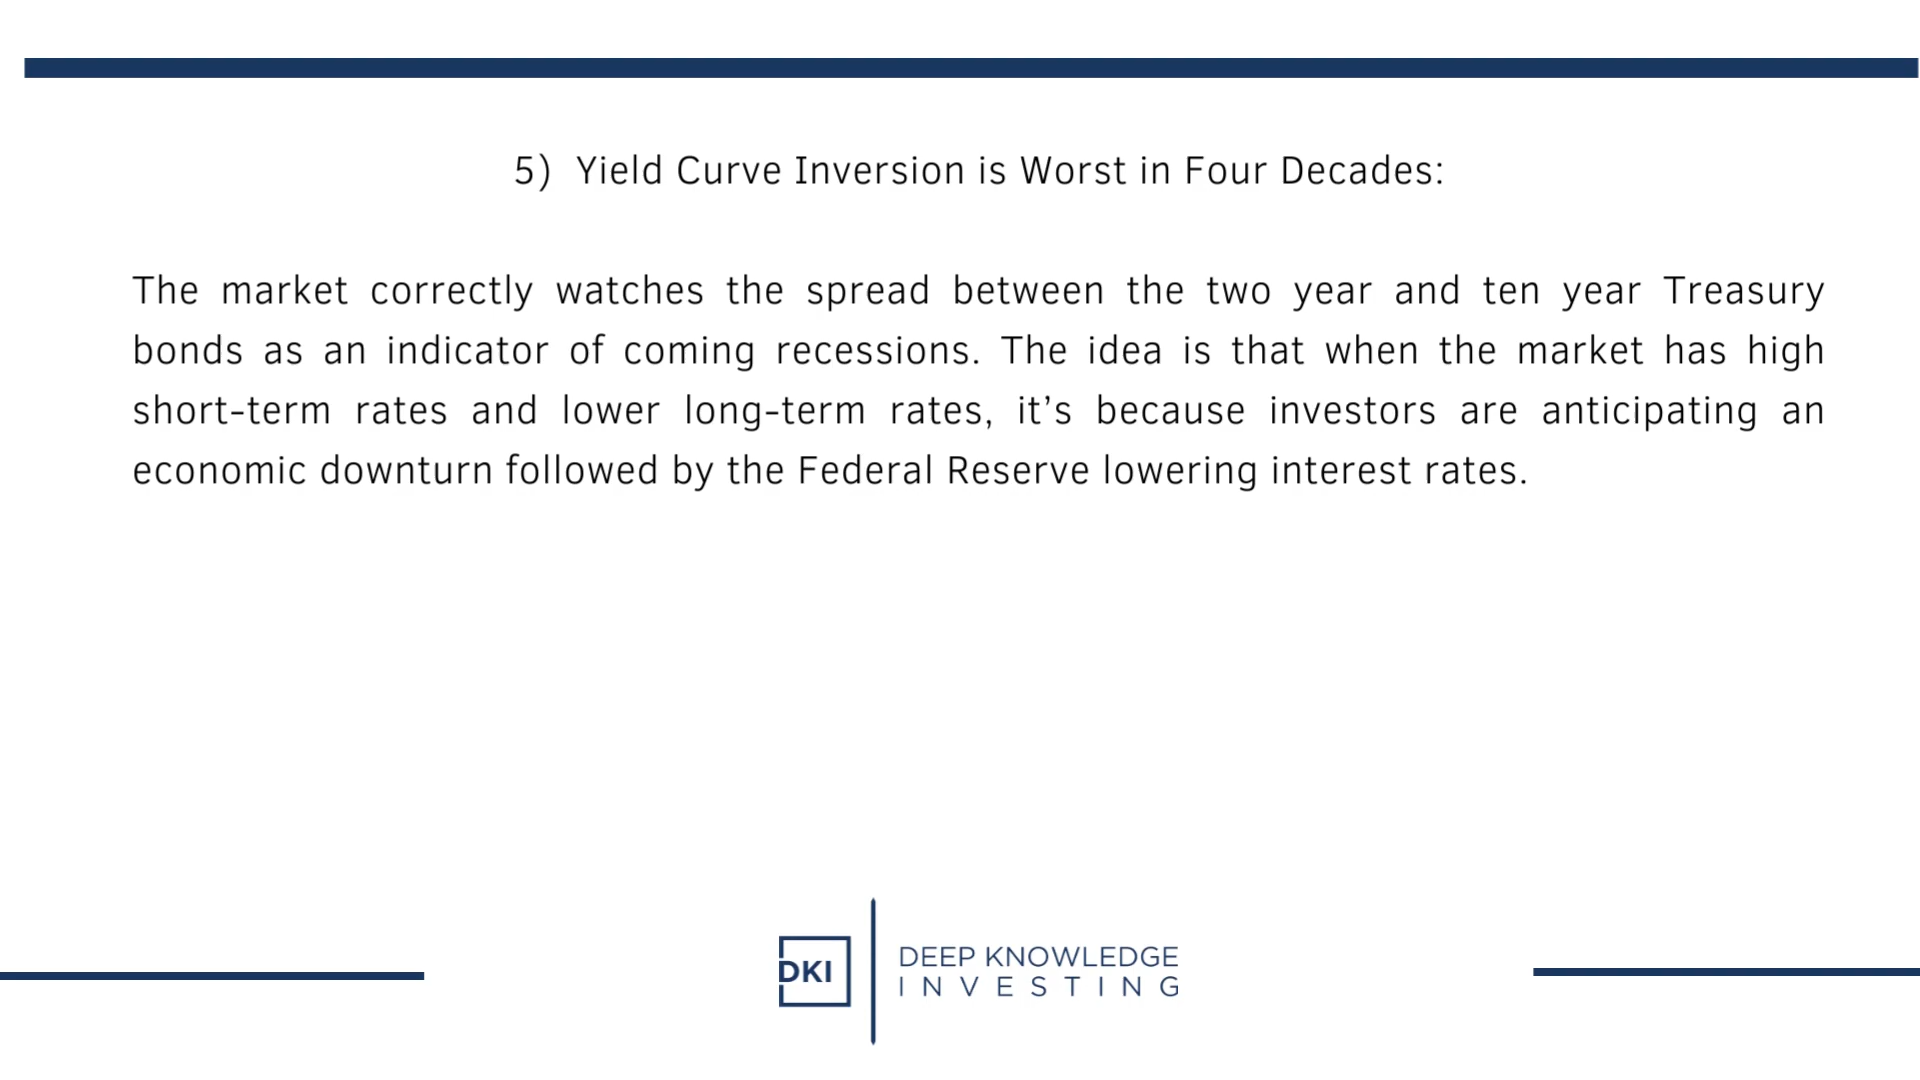 5) Yield Curve Inversion is Worst in Four Decades:
The market correctly watches the spread between the two year and ten year Treasury
bonds as an indicator of coming recessions. The idea is that when the market has high
short-term rates and lower long-term rates, it’s because investors are anticipating an
economic downturn followed by the Federal Reserve lowering interest rates.
DKI
DEEP KNOWLEDGE
INVESTING